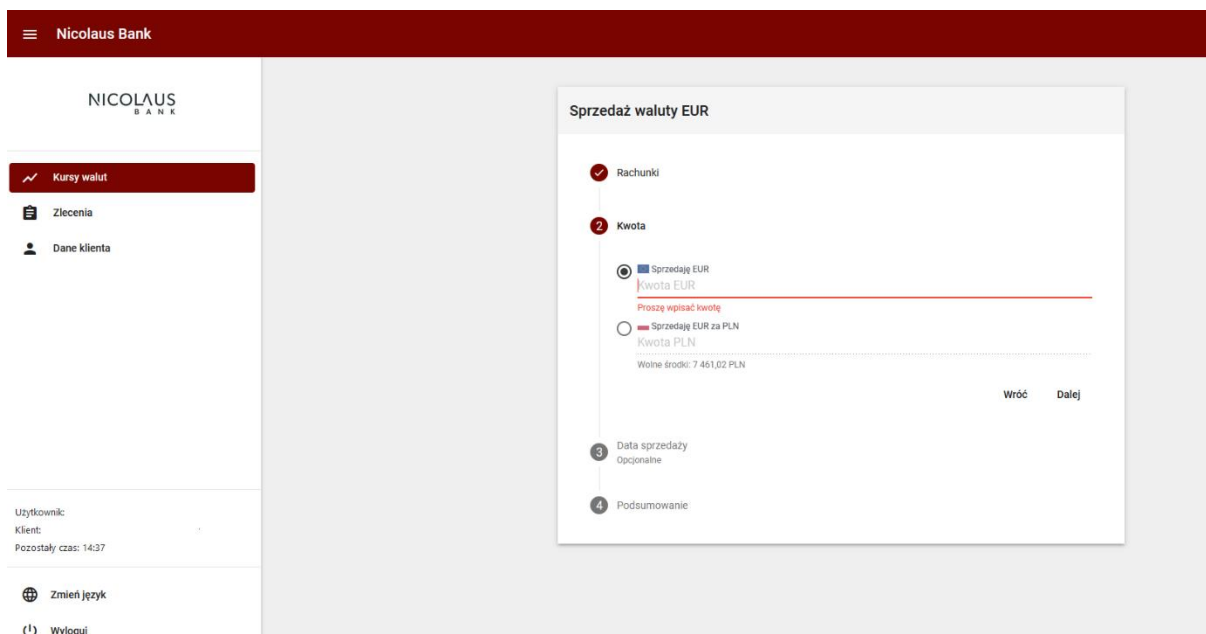 Nicolaus Bank
NICOLAUS
BANK
Kursy walut
Zlecenia
Dane klienta
Użytkownik:
Klient:
Pozostały czas: 14:37
Zmień język
Wyloguj
Sprzedaż waluty EUR
Rachunki
2 Kwota
Sprzedaję EUR
Kwota EUR
Proszę wpisać kwotę
Sprzedaję EUR za PLN
Kwota PLN
Wolne środki: 7 461,02 PLN
Wróć Dalej
3 Data sprzedaży
Opcjonalne
4 Podsumowanie